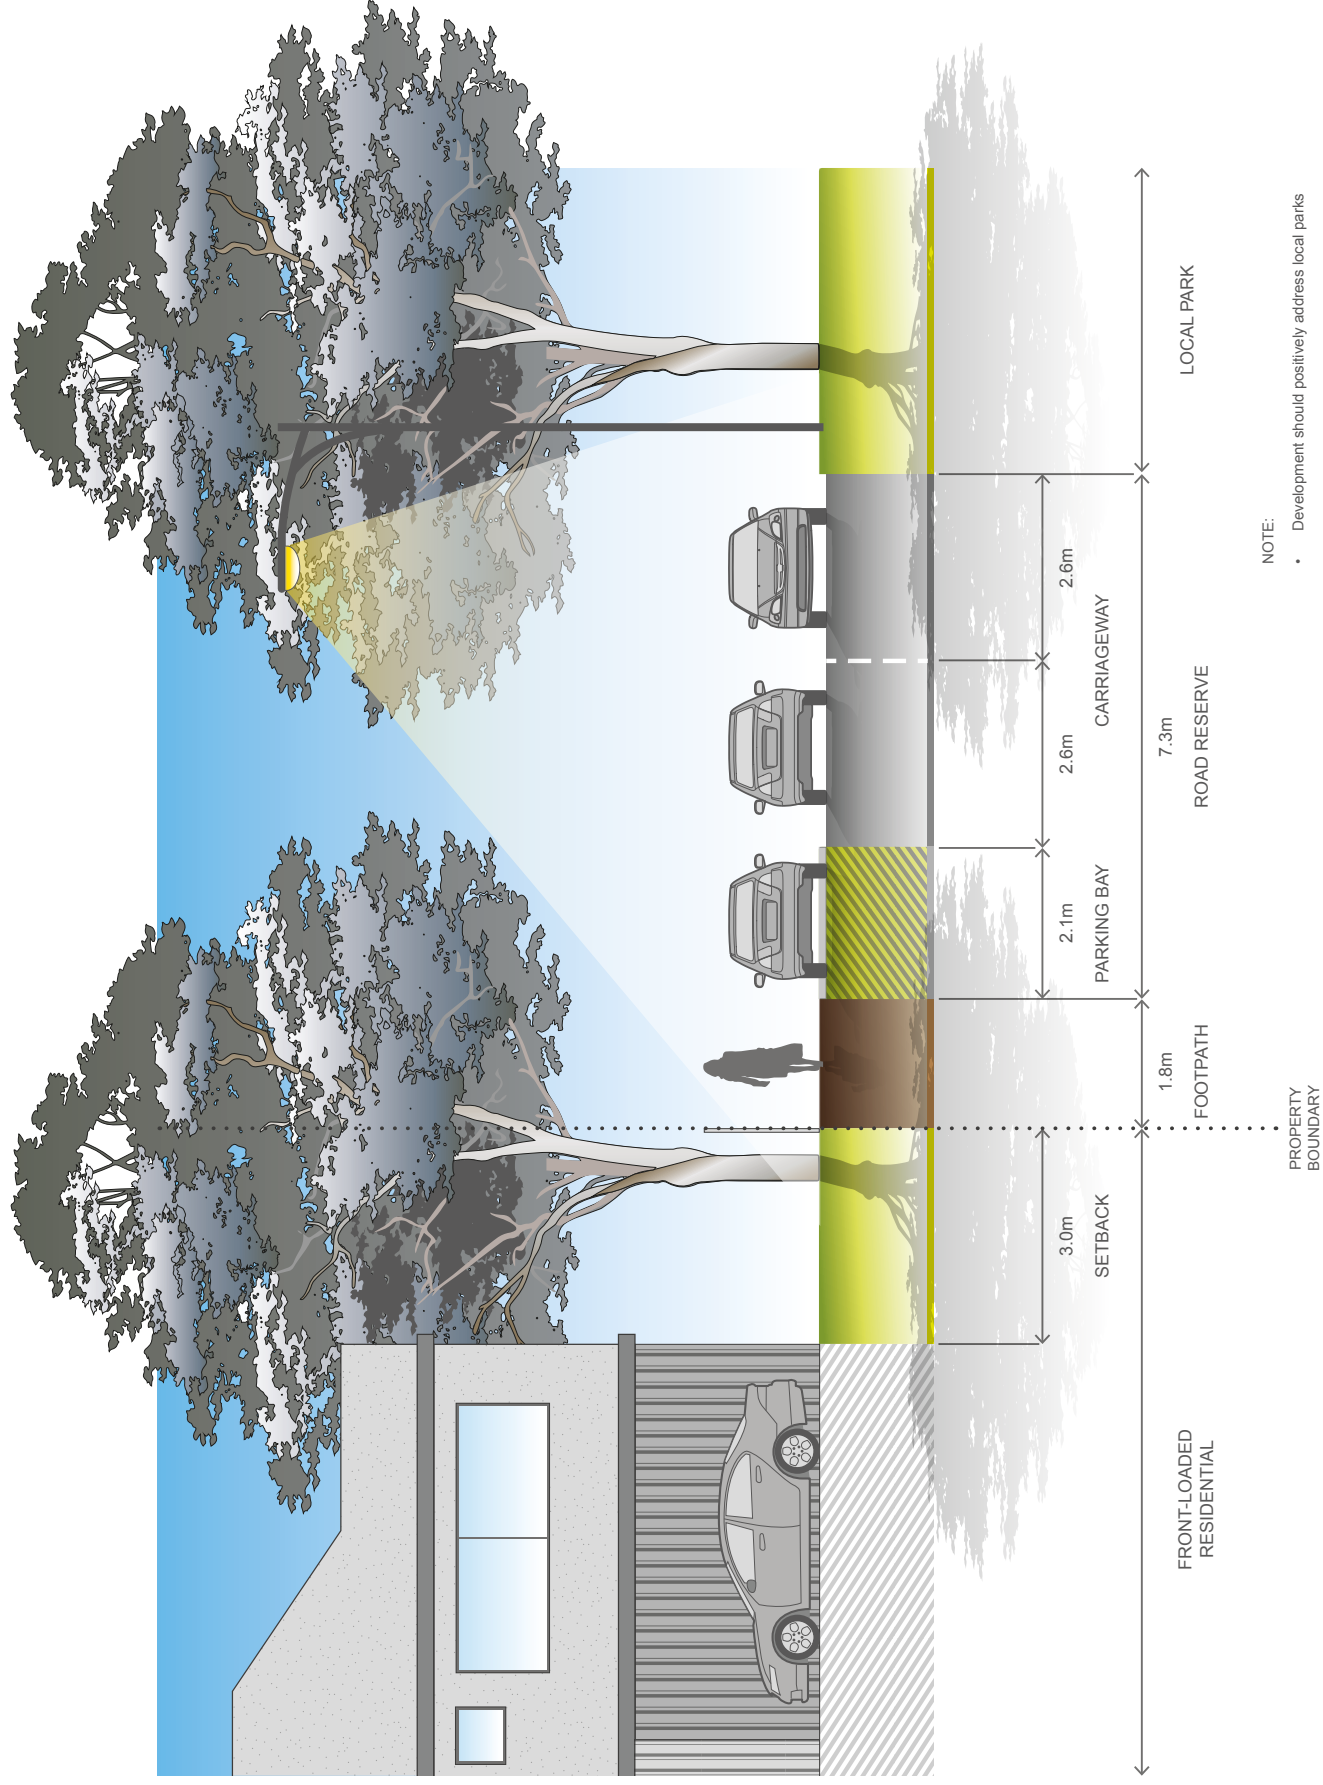 3.0m
2.1m
2.6m
2.6m
SETBACK
PARKING BAY
CARRIAGEWAY
1.8m
7.3m
FRONT-LOADED
RESIDENTIAL
FOOTPATH
ROAD RESERVE
LOCAL PARK
PROPERTY
BOUNDARY
NOTE:
• Development should positively address local parks